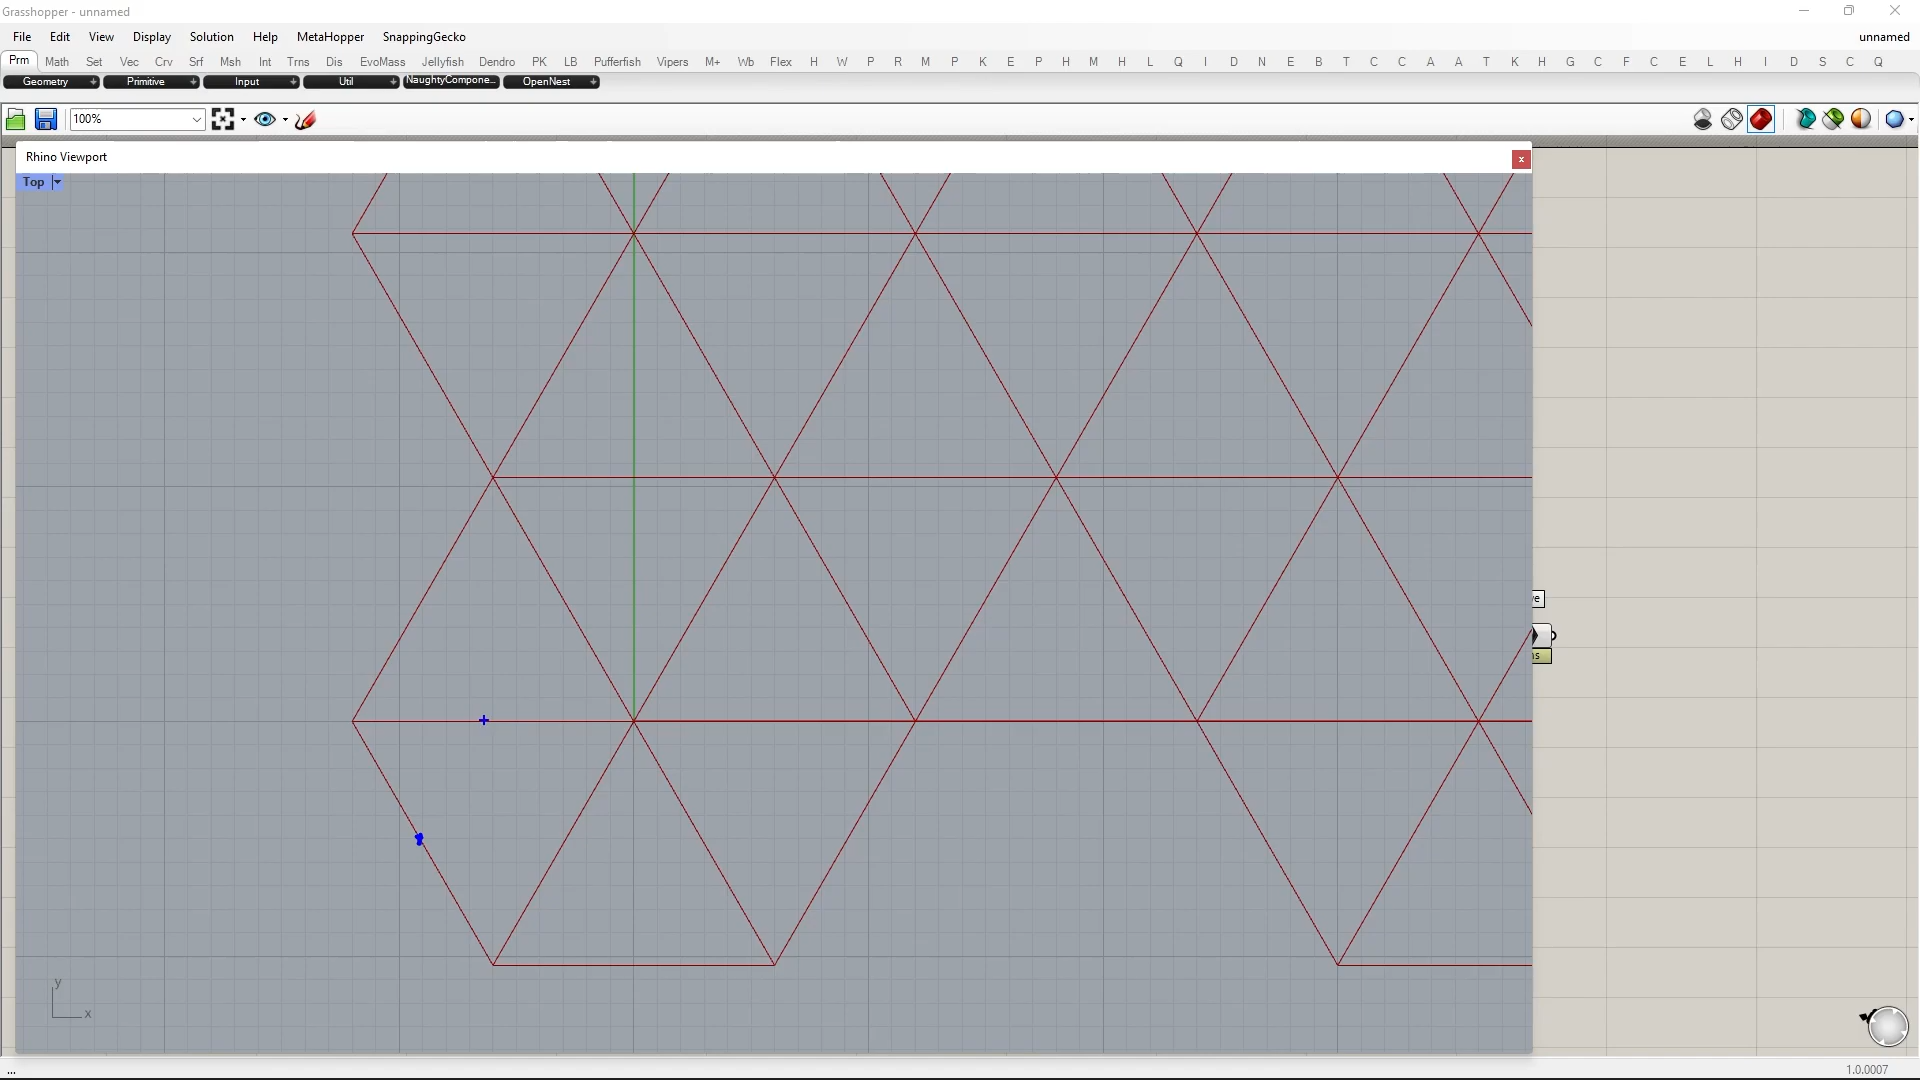 Grasshopper - unnamed
File Edit View Display Solution Help MetaHopper SnappingGecko unnamed
Prm Math Set Vec Crv Srf Msh Int Trns Dis EvoMass Jellyfish Dendro PK LB Pufferfish Vipers M+ Wb Flex H W P R M P K E P H M H L Q I D N E B T C C A A T K H G C F C E L H I D S C Q
Geometry Primitive Input Util NaughtyCompone... OpenNest
100%
Rhino Viewport x
Top
y
x
...
1.0.0007